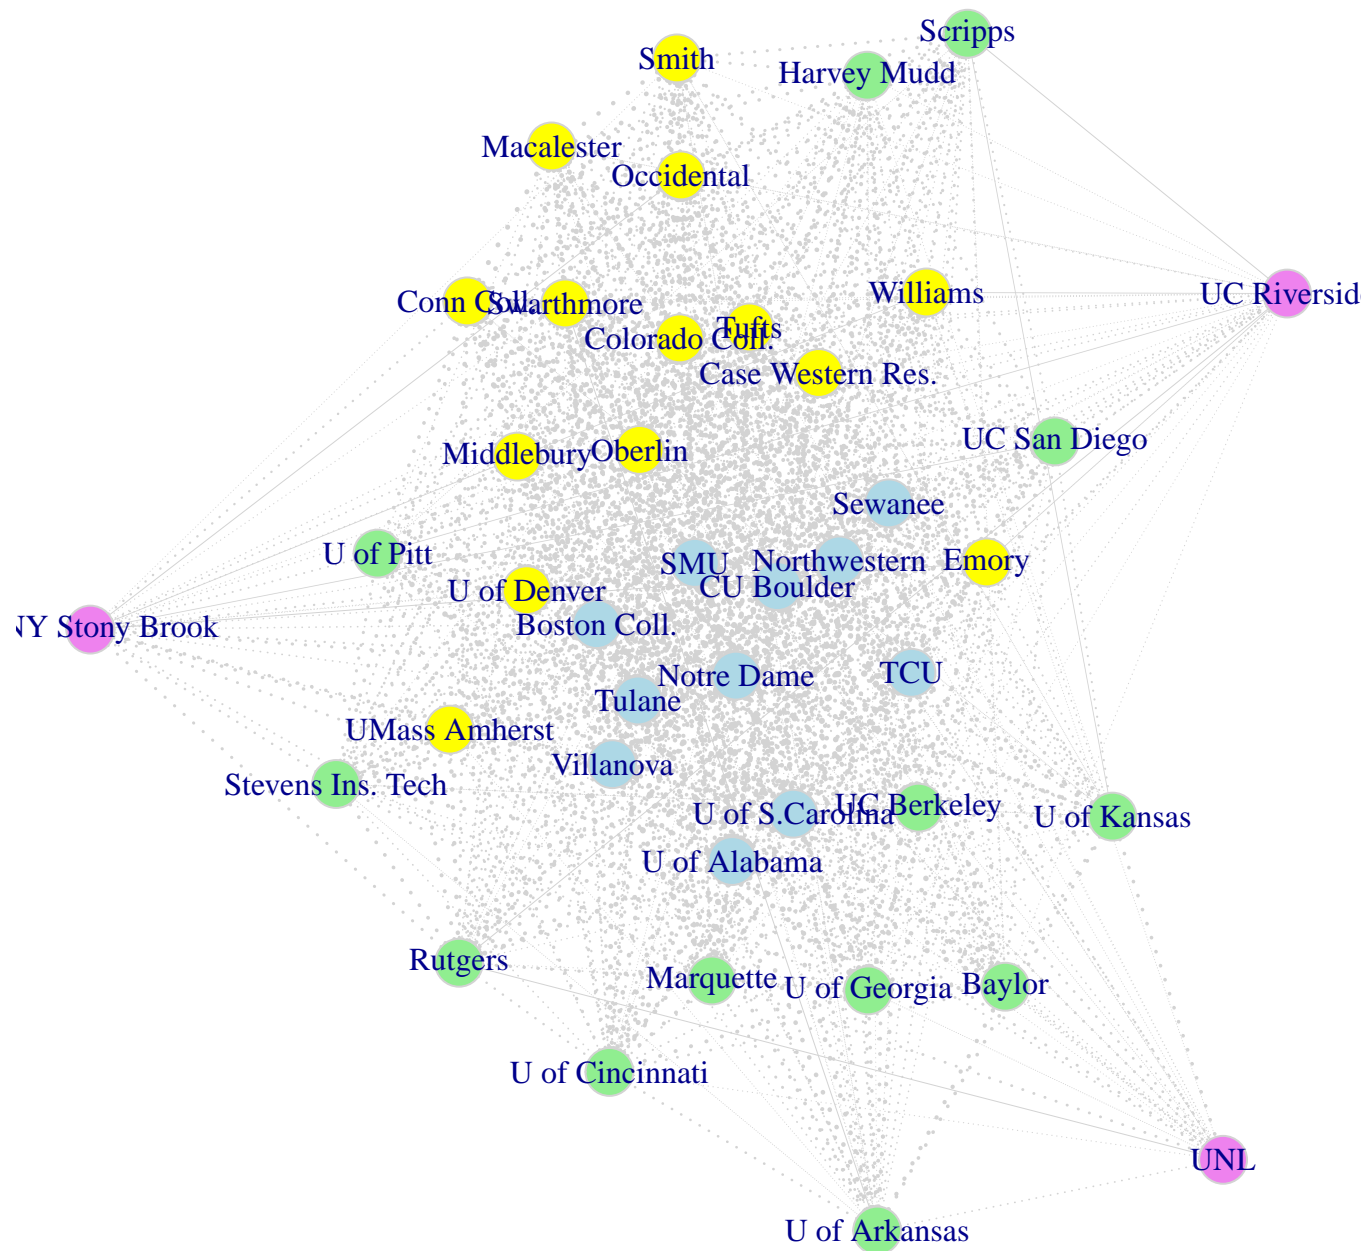 Scripps
Smith
Harvey Mudd
Macalester
Occidental
Williams
UC Riversid
Conn Coll.
Swarthmore
Tufts
Colorado Coll.
Case Western Res.
UC San Diego
Middlebury
Oberlin
Sewanee
U of Pitt
SMU
Northwestern
Emory
CU Boulder
U of Denver
Boston Coll.
NY Stony Brook
Notre Dame
TCU
Tulane
UMass Amherst
Villanova
Stevens Ins. Tech
U of S.Carolina
UC Berkeley
U of Kansas
U of Alabama
Rutgers
Marquette
U of Georgia
Baylor
U of Cincinnati
UNL
U of Arkansas